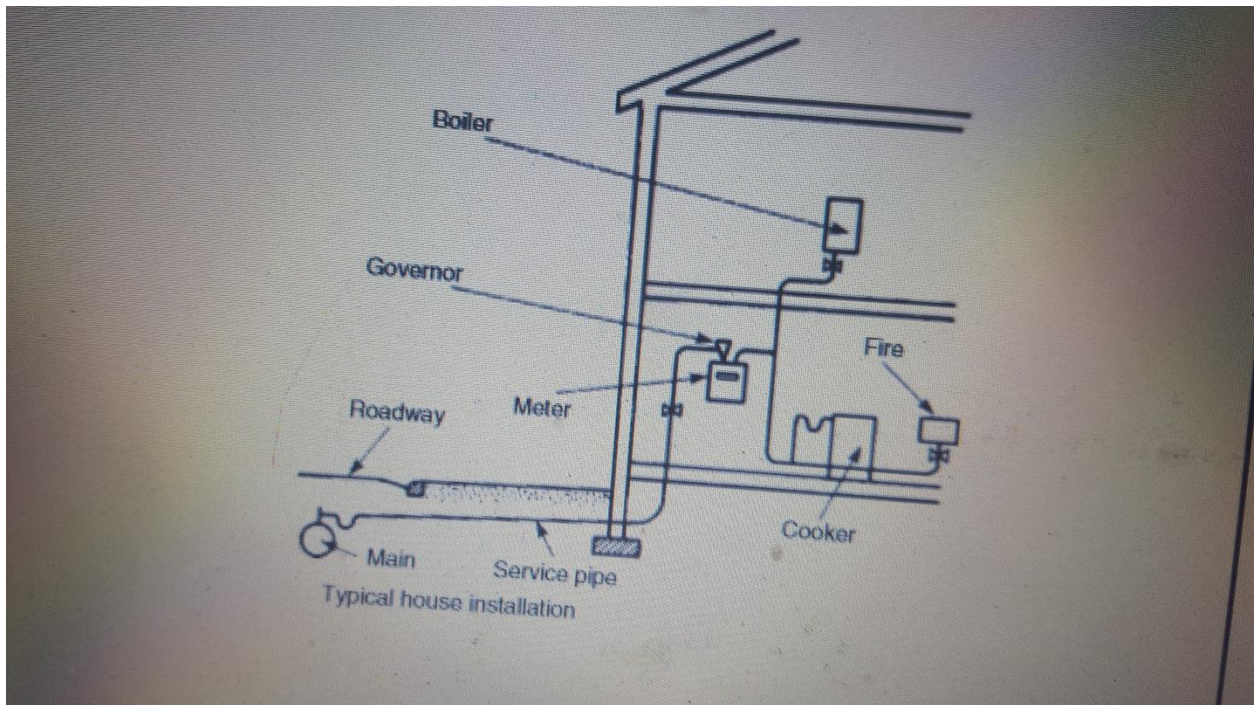 Boiler
Governor
Fire
Meter
Roadway
Cooker
Main
Service pipe
Typical house installation